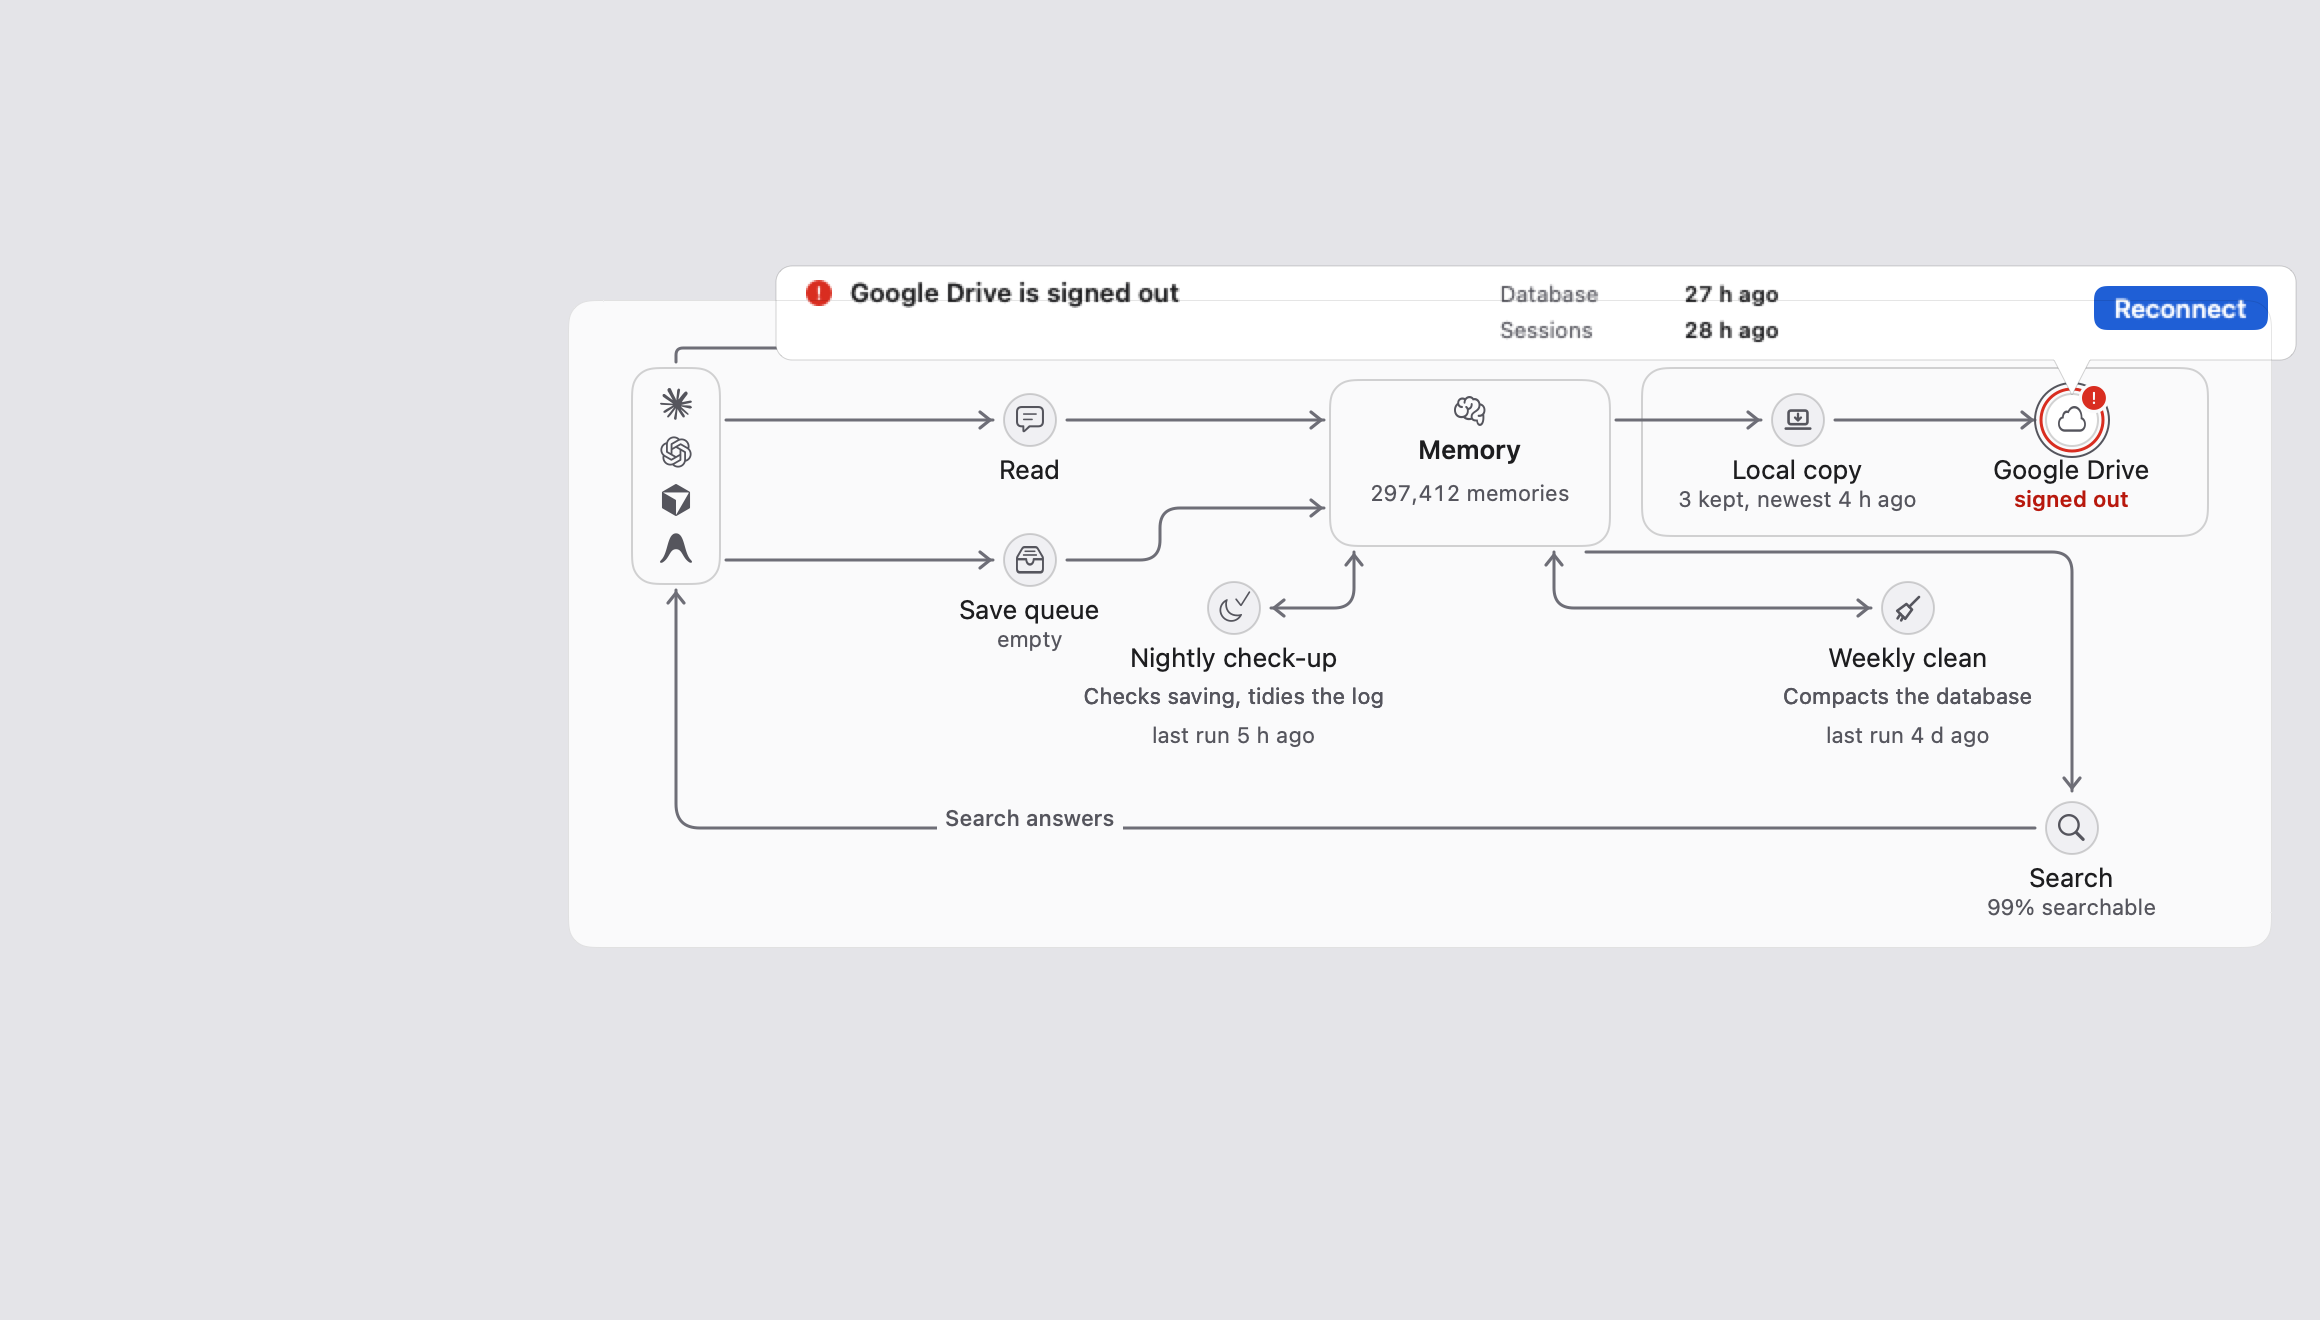 Google Drive is signed out
Database 27 h ago
Sessions 28 h ago
Reconnect
Read
Memory
297,412 memories
Local copy
3 kept, newest 4 h ago
Google Drive
signed out
Save queue
empty
Nightly check-up
Checks saving, tidies the log
last run 5 h ago
Weekly clean
Compacts the database
last run 4 d ago
Search answers
Search
99% searchable